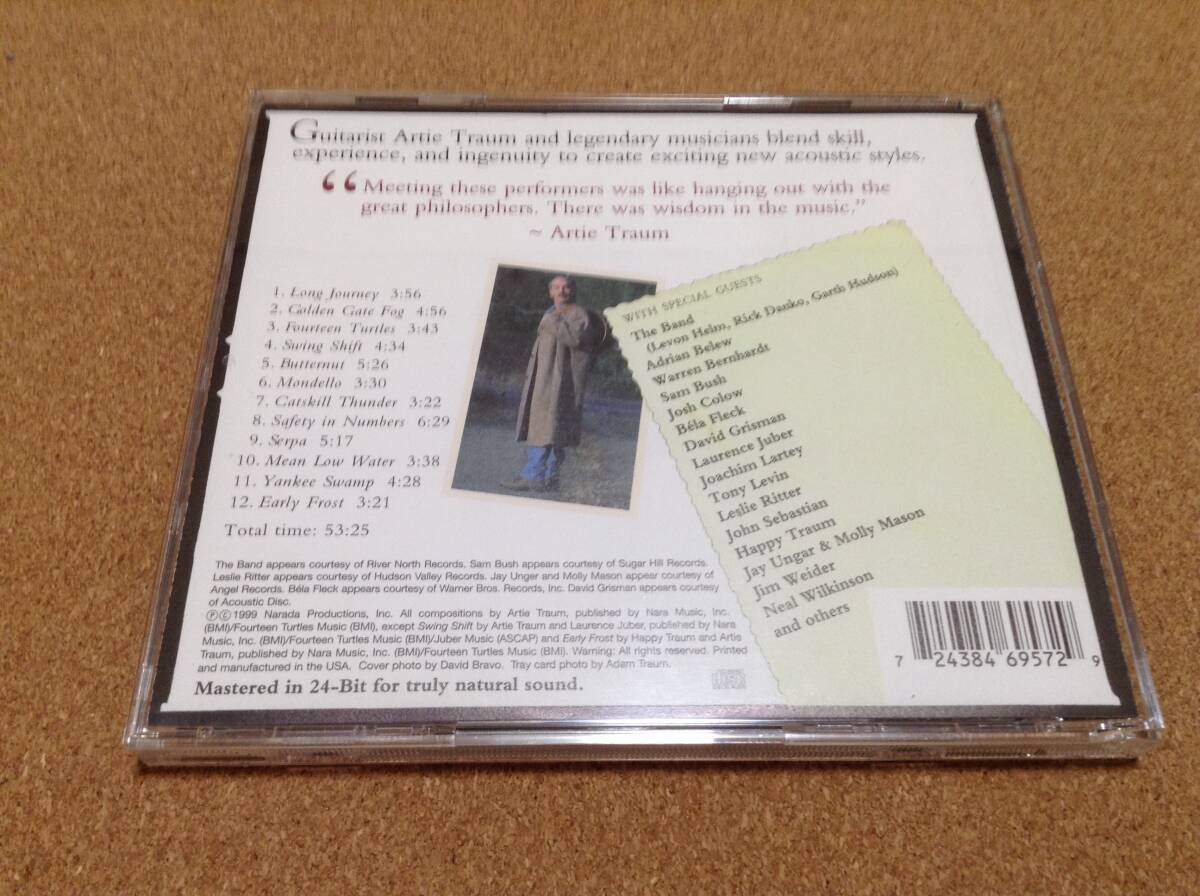 Guitarist Artie Traum and legendary musicians blend skill,
experience, and ingenuity to create exciting new acoustic styles.
“Meeting these performers was like hanging out with the
great philosophers. There was wisdom in the music.”
~ Artie Traum
1. Long Journey 3:56
2. Golden Gate Fog 4:56
3. Fourteen Turtles 3:43
4. Swing Shift 4:34
5. Butternut 5:26
6. Mondello 3:30
7. Catskill Thunder 3:22
8. Safety in Numbers 6:29
9. Serpa 5:17
10. Mean Low Water 3:38
11. Yankee Swamp 4:28
12. Early Frost 3:21
Total time: 53:25
WITH SPECIAL GUESTS
The Band
(Levon Helm, Rick Danko, Garth Hudson)
Adrian Belew
Warren Bernhardt
Sam Bush
Josh Colow
Béla Fleck
David Grisman
Laurence Juber
Joachim Lartey
Tony Levin
Leslie Ritter
John Sebastian
Happy Traum
Jay Ungar & Molly Mason
Jim Weider
Neal Wilkinson
and others
The Band appears courtesy of River North Records. Sam Bush appears courtesy of Sugar Hill Records.
Leslie Ritter appears courtesy of Hudson Valley Records. Jay Unger and Molly Mason appear courtesy of
Angel Records. Béla Fleck appears courtesy of Warner Bros. Records, Inc. David Grisman appears courtesy
of Acoustic Disc.
Ⓟ© 1999 Narada Productions, Inc. All compositions by Artie Traum, published by Nara Music, Inc.
(BMI)/Fourteen Turtles Music (BMI), except Swing Shift by Artie Traum and Laurence Juber, published by Nara
Music, Inc. (BMI)/Fourteen Turtles Music (BMI)/Juber Music (ASCAP) and Early Frost by Happy Traum and Artie
Traum, published by Nara Music, Inc. (BMI)/Fourteen Turtles Music (BMI). Warning: All rights reserved. Printed
and manufactured in the USA. Cover photo by David Bravo. Tray card photo by Adam Traum.
Mastered in 24-Bit for truly natural sound.
7 24384 69572 9